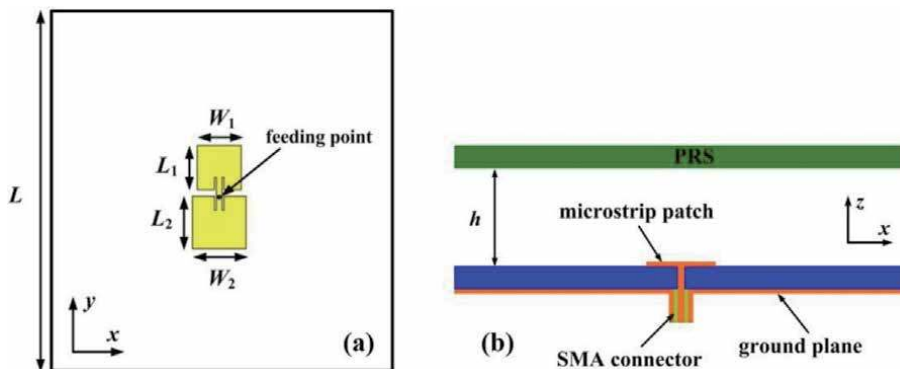 W1
feeding point
L1
L
L2
W2
y
x
(a)
PRS
h
microstrip patch
z
x
(b)
SMA connector
ground plane